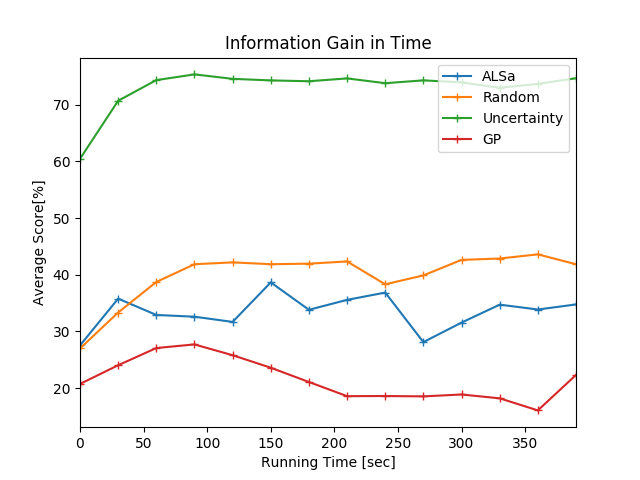 Information Gain in Time
ALSa
Random
Uncertainty
GP
Average Score[%]
70
60
50
40
30
20
0 50 100 150 200 250 300 350
Running Time [sec]